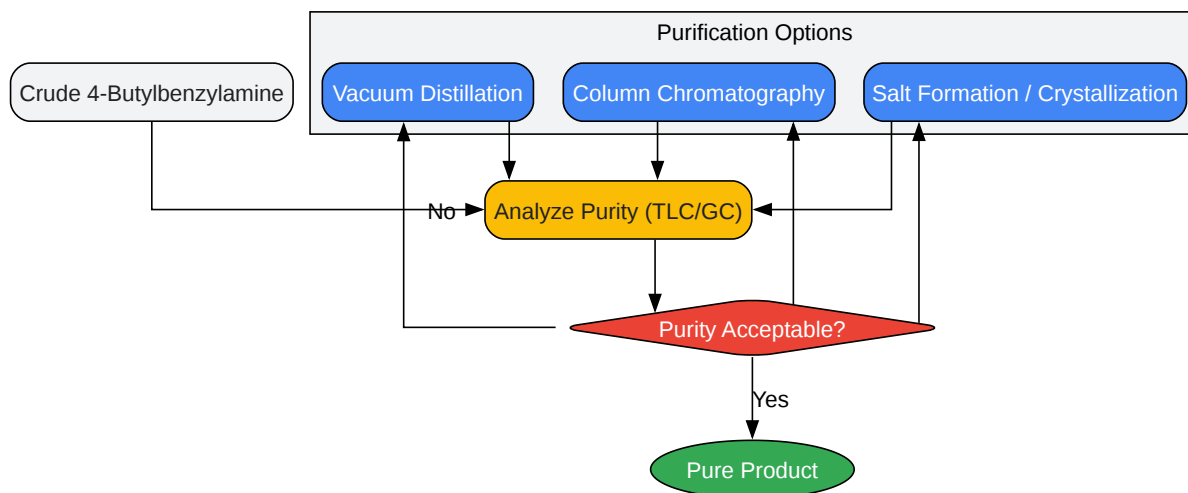 Purification Options
Crude 4-Butylbenzylamine
Vacuum Distillation
Column Chromatography
Salt Formation / Crystallization
No
Analyze Purity (TLC/GC)
Purity Acceptable?
Yes
Pure Product